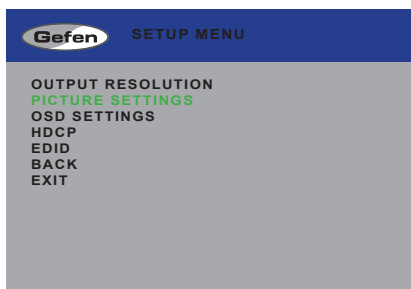 Gefen SETUP MENU
OUTPUT RESOLUTION
PICTURE SETTINGS
OSD SETTINGS
HDCP
EDID
BACK
EXIT